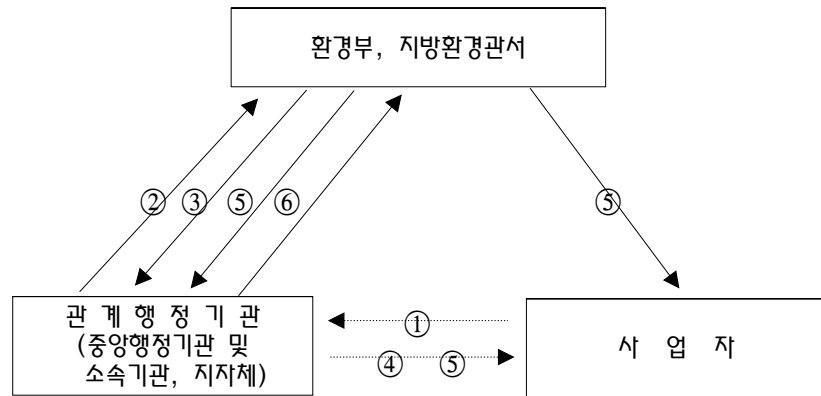 환경부, 지방환경관서
② ③ ⑤ ⑥ ⑤
관 계 행 정 기 관
(중앙행정기관 및
소속기관, 지자체)
①
④ ⑤
사 업 자